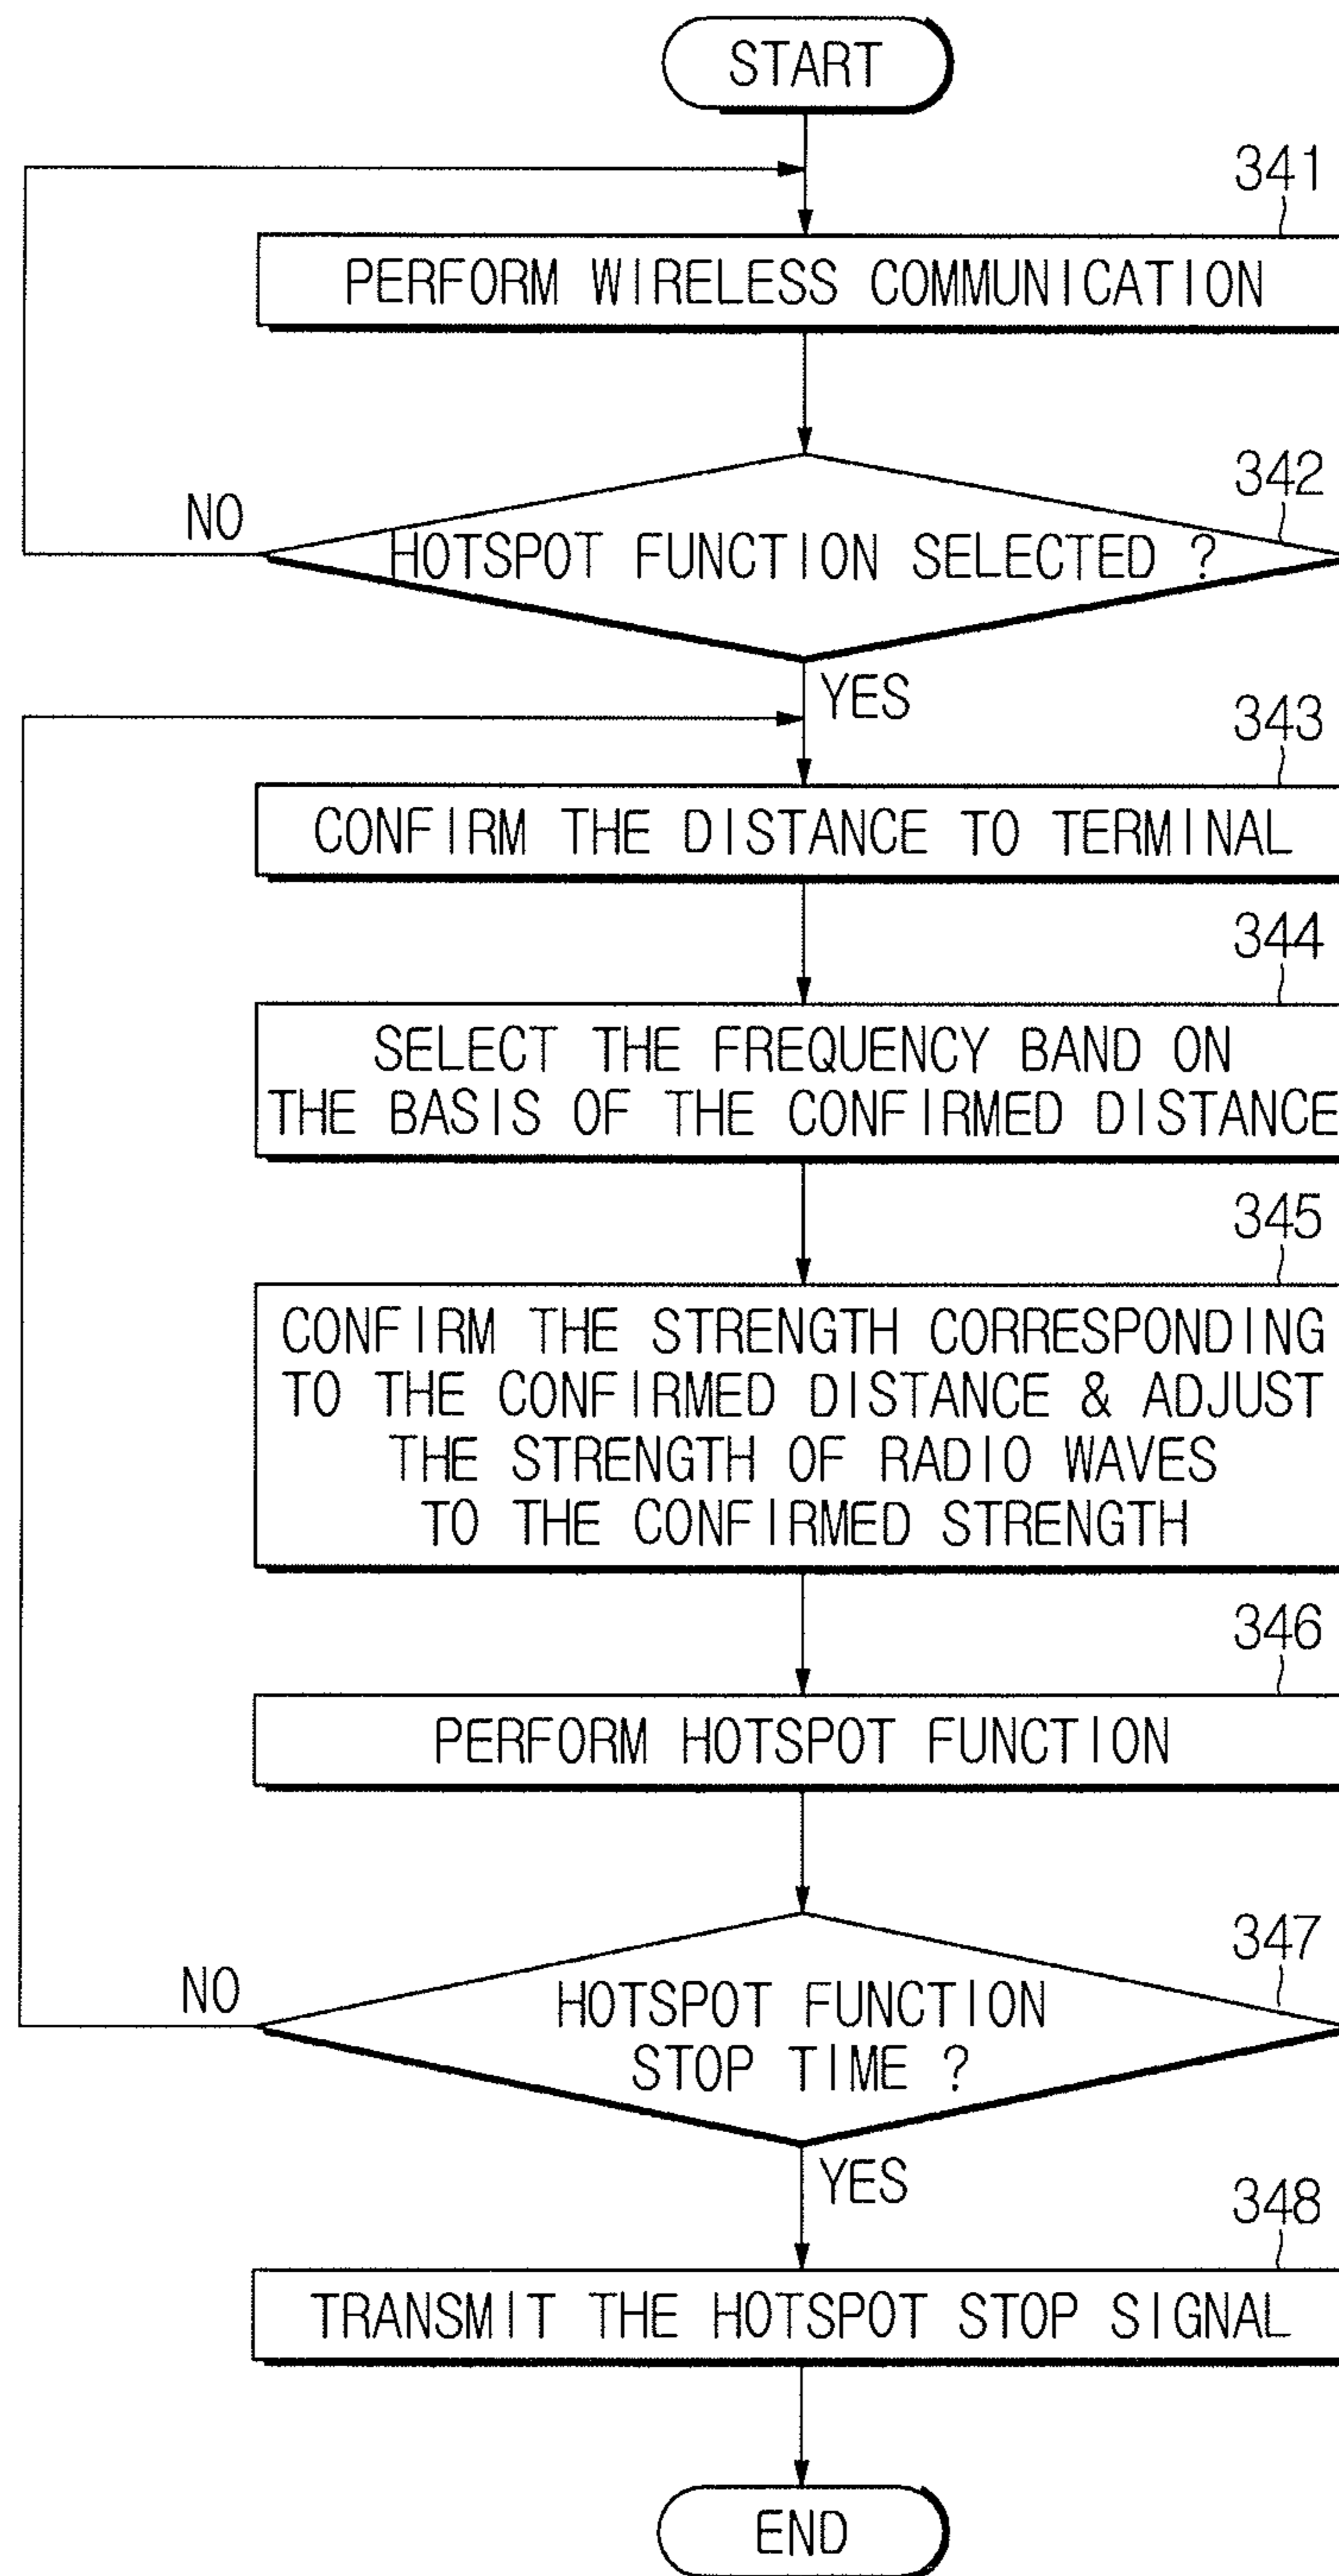 START
341
PERFORM WIRELESS COMMUNICATION
342
NO
HOTSPOT FUNCTION SELECTED ?
YES
343
CONFIRM THE DISTANCE TO TERMINAL
344
SELECT THE FREQUENCY BAND ON
THE BASIS OF THE CONFIRMED DISTANCE
345
CONFIRM THE STRENGTH CORRESPONDING
TO THE CONFIRMED DISTANCE & ADJUST
THE STRENGTH OF RADIO WAVES
TO THE CONFIRMED STRENGTH
346
PERFORM HOTSPOT FUNCTION
347
NO
HOTSPOT FUNCTION
STOP TIME ?
YES
348
TRANSMIT THE HOTSPOT STOP SIGNAL
END